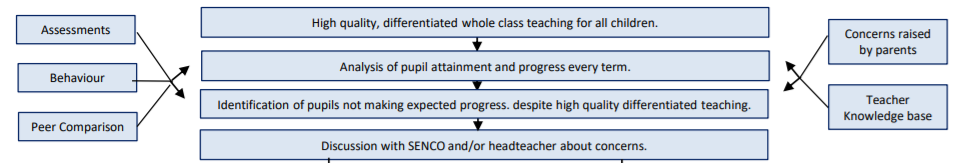 Assessments
Behaviour
Peer Comparison
High quality, differentiated whole class teaching for all children.
Analysis of pupil attainment and progress every term.
Identification of pupils not making expected progress. despite high quality differentiated teaching.
Discussion with SENCO and/or headteacher about concerns.
Concerns raised
by parents
Teacher
Knowledge base